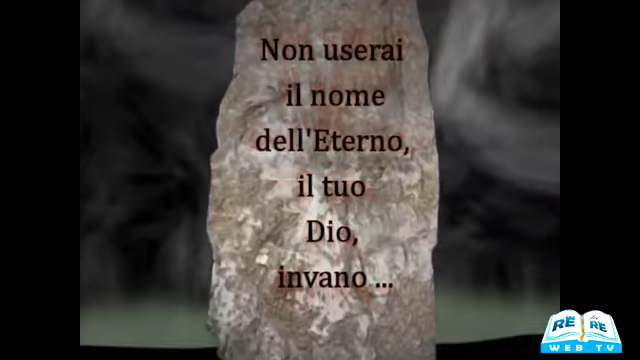 Non userai
il nome
dell'Eterno,
il tuo
Dio,
invano ...
RE RE
WEB TV